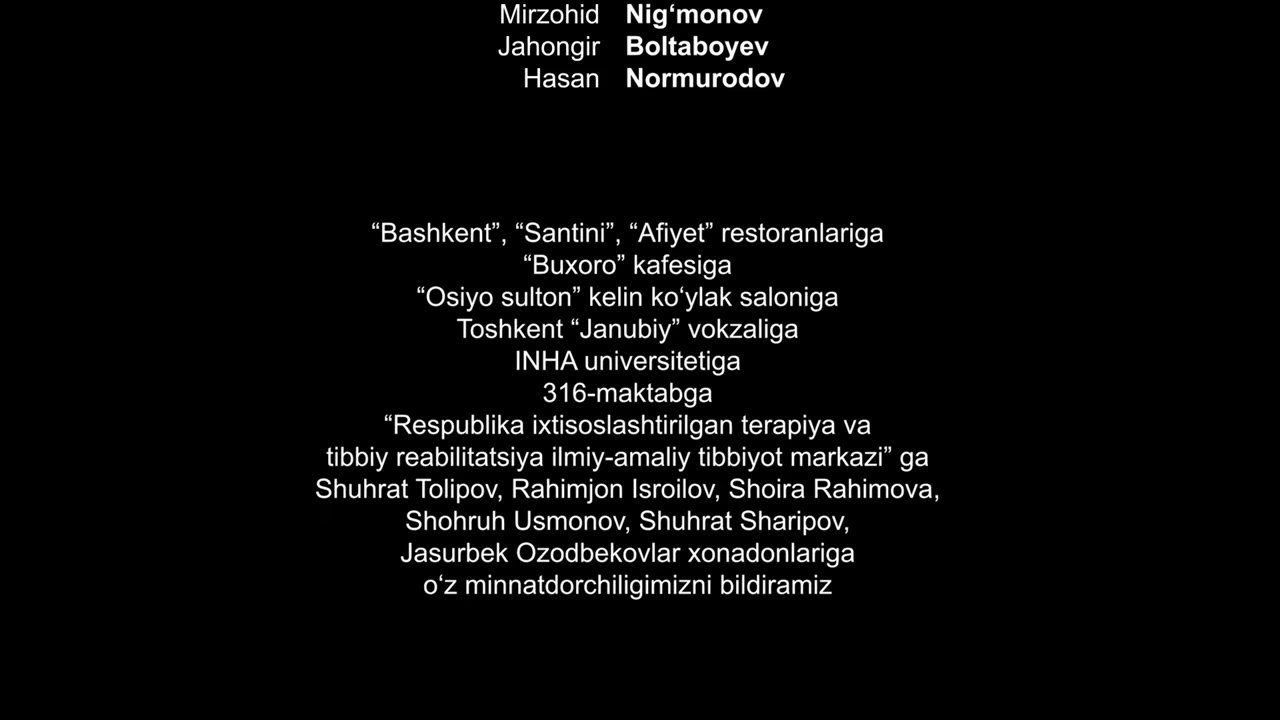 Mirzohid Nig‘monov
Jahongir Boltaboyev
Hasan Normurodov
“Bashkent”, “Santini”, “Afiyet” restoranlariga
“Buxoro” kafesiga
“Osiyo sulton” kelin ko‘ylak saloniga
Toshkent “Janubiy” vokzaliga
INHA universitetiga
316-maktabga
“Respublika ixtisoslashtirilgan terapiya va
tibbiy reabilitatsiya ilmiy-amaliy tibbiyot markazi” ga
Shuhrat Tolipov, Rahimjon Isroilov, Shoira Rahimova,
Shohruh Usmonov, Shuhrat Sharipov,
Jasurbek Ozodbekovlar xonadonlariga
o‘z minnatdorchiligimizni bildiramiz